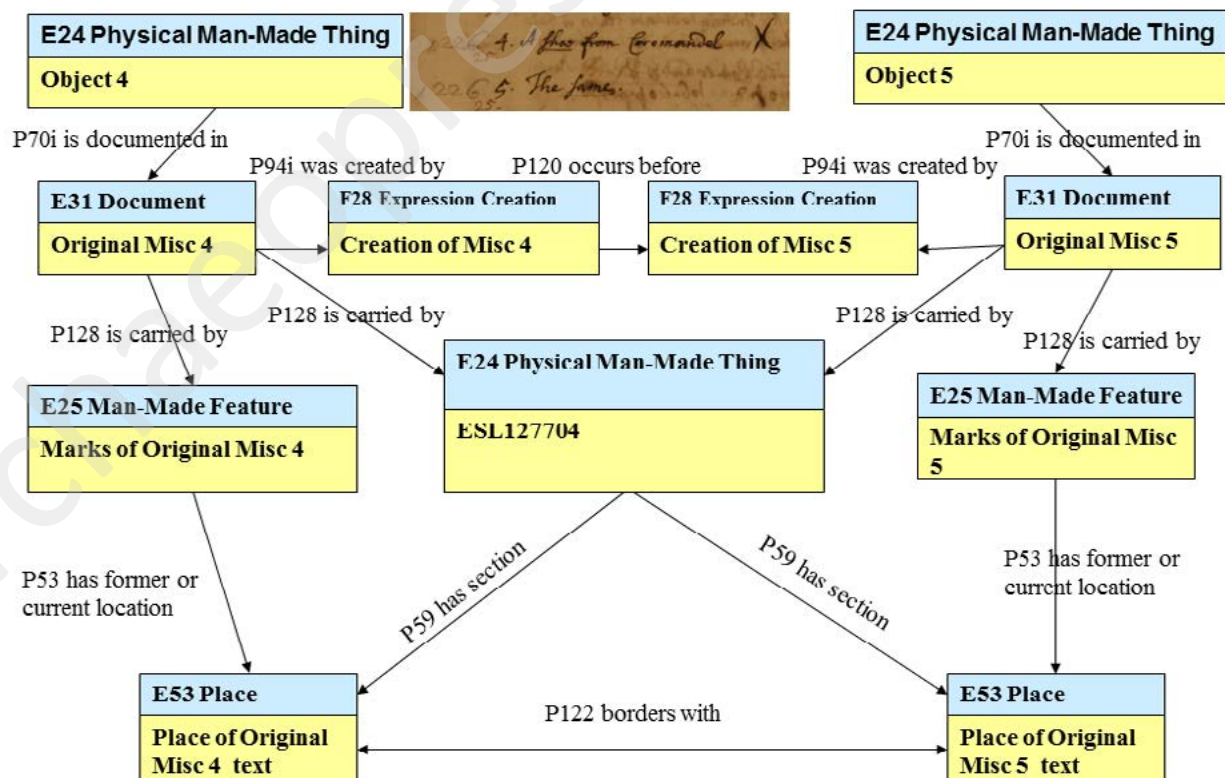 E24 Physical Man-Made Thing
Object 4
4. A shoo from Coromandel X
5. The same.
25.
E24 Physical Man-Made Thing
Object 5
P70i is documented in
P70i is documented in
P94i was created by
P120 occurs before
P94i was created by
E31 Document
Original Misc 4
F28 Expression Creation
Creation of Misc 4
F28 Expression Creation
Creation of Misc 5
E31 Document
Original Misc 5
P128 is carried by
P128 is carried by
P128 is carried by
P128 is carried by
E24 Physical Man-Made Thing
ESL127704
E25 Man-Made Feature
Marks of Original Misc 4
E25 Man-Made Feature
Marks of Original Misc
5
P53 has former or
current location
P59 has section
P59 has section
P53 has former or
current location
E53 Place
Place of Original
Misc 4 text
P122 borders with
E53 Place
Place of Original
Misc 5 text